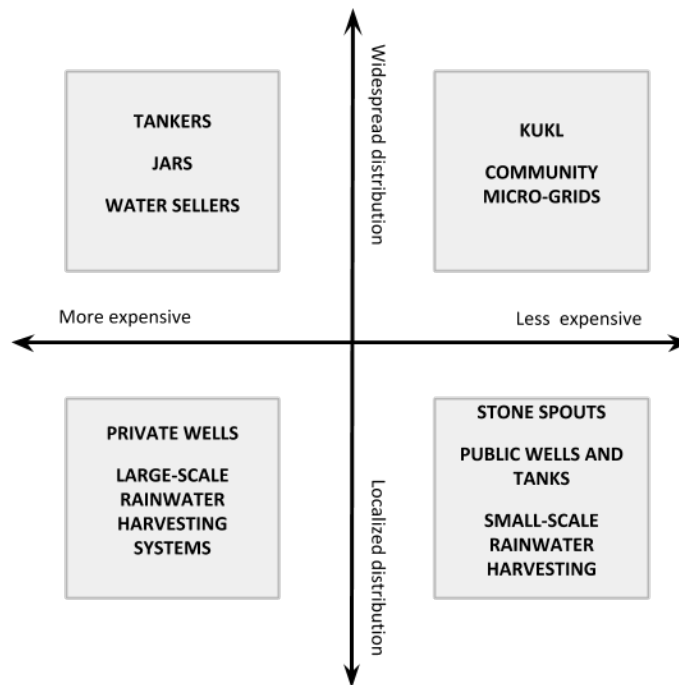 Widespread distribution
TANKERS
JARS
WATER SELLERS
KUKL
COMMUNITY
MICRO-GRIDS
More expensive
Less expensive
PRIVATE WELLS
LARGE-SCALE
RAINWATER
HARVESTING
SYSTEMS
STONE SPOUTS
PUBLIC WELLS AND
TANKS
SMALL-SCALE
RAINWATER
HARVESTING
Localized distribution